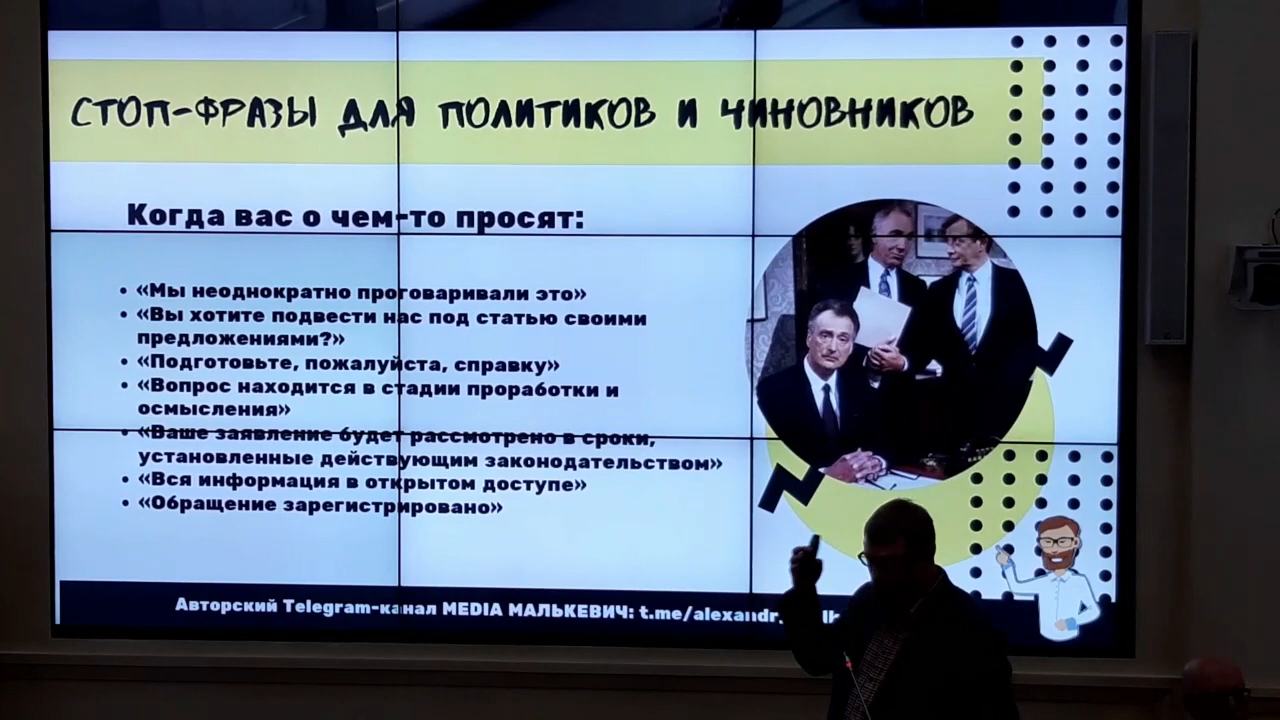 СТОП-ФРАЗЫ ДЛЯ ПОЛИТИКОВ И ЧИНОВНИКОВ
Когда вас о чем-то просят:
• «Мы неоднократно проговаривали это»
• «Вы хотите подвести нас под статью своими
предложениями?»
• «Подготовьте, пожалуйста, справку»
• «Вопрос находится в стадии проработки и
осмысления»
• «Ваше заявление будет рассмотрено в сроки,
установленные действующим законодательством»
• «Вся информация в открытом доступе»
• «Обращение зарегистрировано»
Авторский Telegram-канал MEDIA МАЛЬКЕВИЧ: